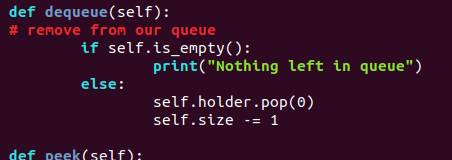 def dequeue(self):
# remove from our queue
        if self.is_empty():
                print("Nothing left in queue")
        else:
                self.holder.pop(0)
                self.size -= 1
def peek(self):